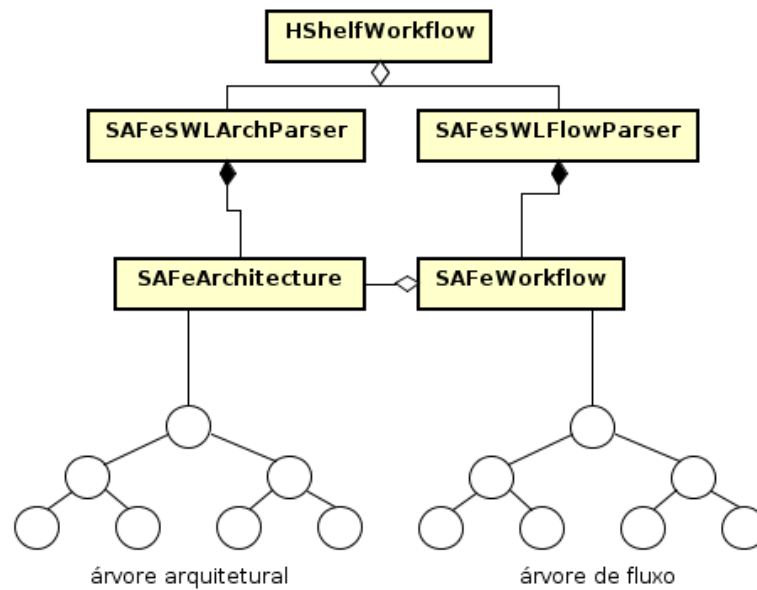 HShelfWorkflow
SAFeSWLArchParser
SAFeSWLFlowParser
SAFeArchitecture
SAFeWorkflow
árvore arquitetural
árvore de fluxo